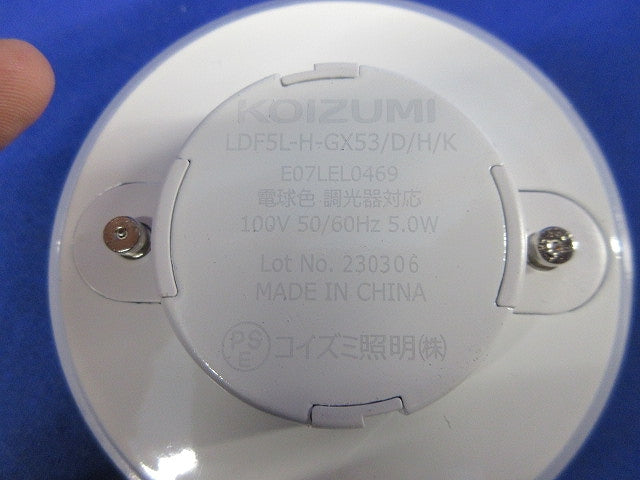 KOIZUMI
LDF5L-H-GX53/D/H/K
E07LEL0469
電球色 調光器対応
100V 50/60Hz 5.0W
Lot No. 230306
MADE IN CHINA
PSE コイズミ照明(株)